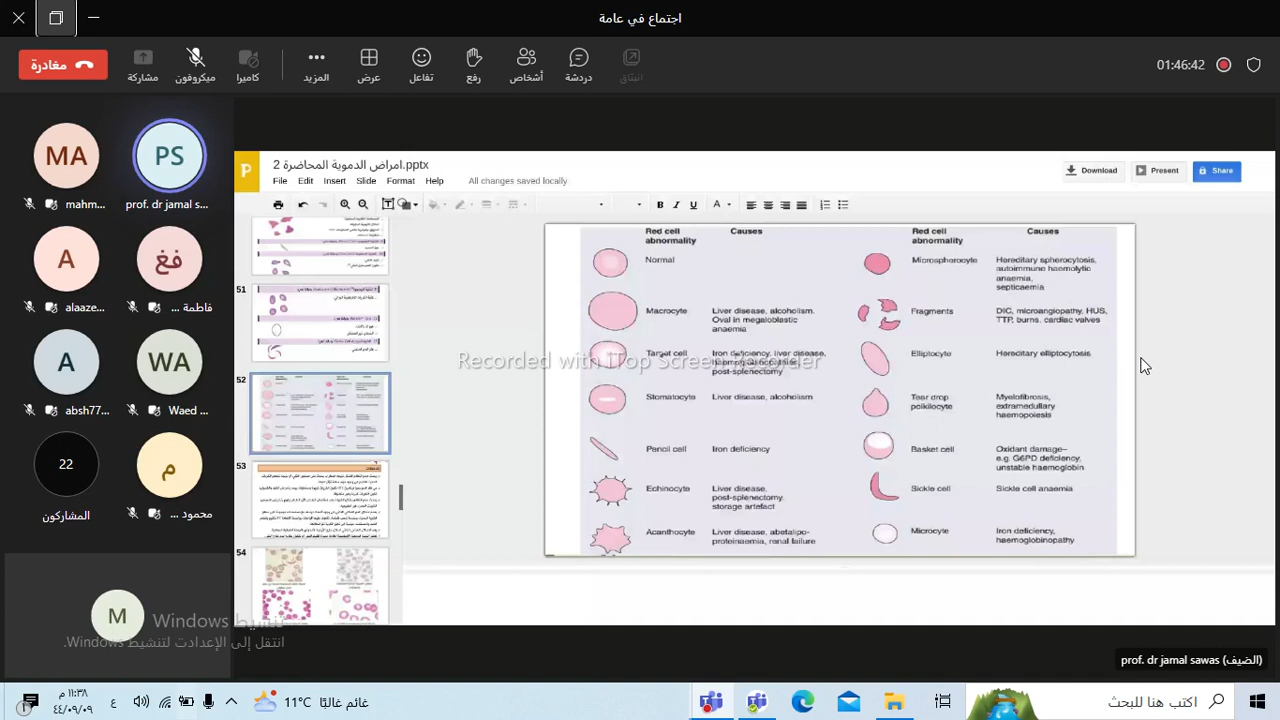 اجتماع في عامة
مغادرة
مشاركة
ميكروفون
كاميرا
المزيد
عرض
تفاعل
رفع
أشخاص
دردشة
انبثاق
01:46:42
MA
PS
mahm...
prof. dr jamal s...
A
فغ
alaaze...
فاطمة ...
A
WA
absh77...
Waad ...
22
م
المشاركون
محمود ...
M
P
امراض الدموية المحاضرة 2.pptx
File Edit Insert Slide Format Help All changes saved locally
Download
Present
Share
B I U A
51
52
53
54
Red cell abnormality
Causes
Red cell abnormality
Causes
Normal
Microspherocyte
Hereditary spherocytosis,
autoimmune haemolytic
anaemia,
septicaemia
Macrocyte
Liver disease, alcoholism.
Oval in megaloblastic
anaemia
Fragments
DIC, microangiopathy, HUS,
TTP, burns, cardiac valves
Target cell
Iron deficiency, liver disease,
post-splenectomy
Elliptocyte
Hereditary elliptocytosis
Stomatocyte
Liver disease, alcoholism
Tear drop
poikilocyte
Myelofibrosis,
extramedullary
haemopoiesis
Pencil cell
Iron deficiency
Basket cell
Oxidant damage–
e.g. G6PD deficiency,
unstable haemoglobin
Echinocyte
Liver disease,
post-splenectomy.
storage artefact
Sickle cell
Sickle cell anaemia
Acanthocyte
Liver disease, abetalipo-
proteinaemia, renal failure
Microcyte
Iron deficiency,
haemoglobinopathy
Recorded with iTop Screen Recorder
تنشيط Windows
انتقل إلى الإعدادت لتنشيط Windows.
prof. dr jamal sawas (الضيف)
١١:٣٨ م
٤٤/٠٩/٠٩
ع
11°C غائم غالبًا
اكتب هنا للبحث